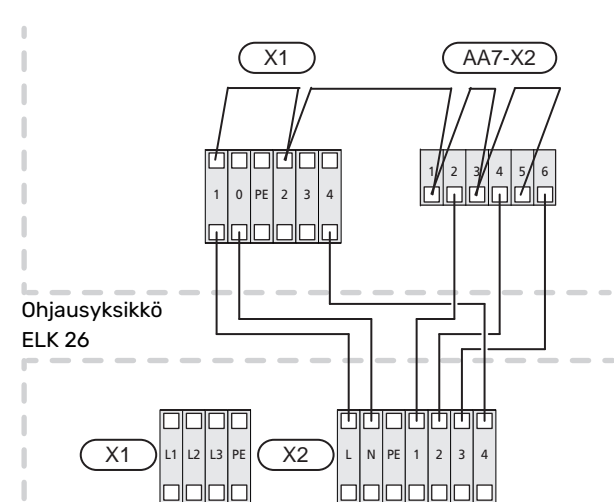 X1
AA7-X2
1 0 PE 2 3 4
1 2 3 4 5 6
Ohjausyksikkö
ELK 26
X1
L1 L2 L3 PE
X2
L N PE 1 2 3 4